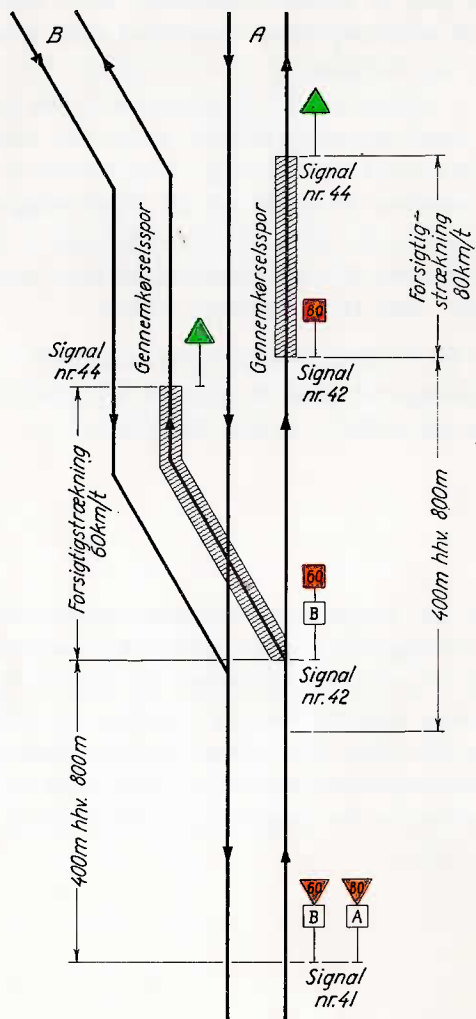 B
A
Gennemkørselsspor
Signal
nr. 44
Forsigtig-
strækning
80km/t
Gennemkørselsspor
80
Signal
nr. 44
Signal
nr. 42
Forsigtigstrækning
60km/t
400m hhv. 800m
60
B
Signal
nr. 42
400m hhv. 800m
60
80
B
A
Signal
nr. 41